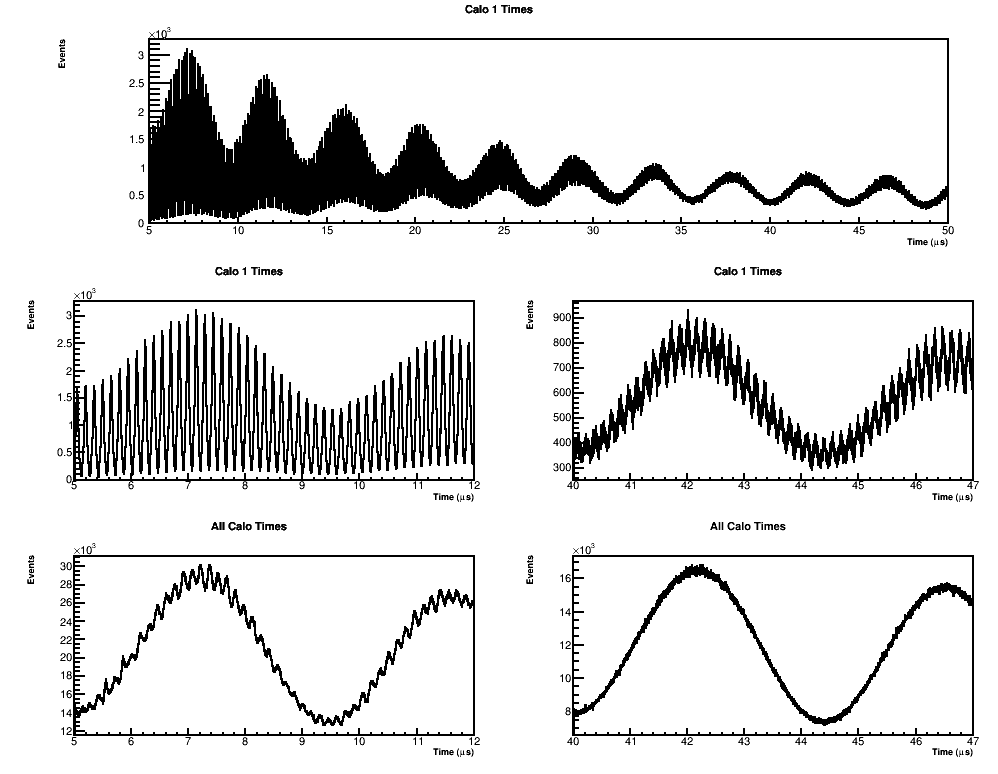 Calo 1 Times
Events
×10³
3
2.5
2
1.5
1
0.5
0
5 10 15 20 25 30 35 40 45 50
Time (μs)
Calo 1 Times
Events
×10³
3
2.5
2
1.5
1
0.5
0
5 6 7 8 9 10 11 12
Time (μs)
Calo 1 Times
Events
900
800
700
600
500
400
300
40 41 42 43 44 45 46 47
Time (μs)
All Calo Times
Events
×10³
30
28
26
24
22
20
18
16
14
12
5 6 7 8 9 10 11 12
Time (μs)
All Calo Times
Events
×10³
16
14
12
10
8
40 41 42 43 44 45 46 47
Time (μs)